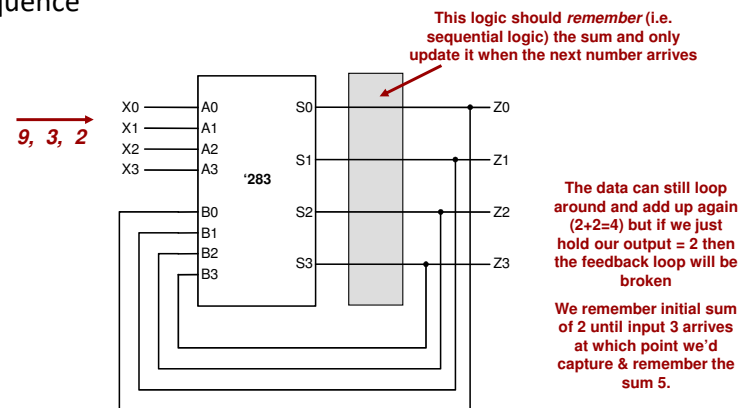 quence
This logic should remember (i.e.
sequential logic) the sum and only
update it when the next number arrives
9, 3, 2
X0
X1
X2
X3
A0
A1
A2
A3
B0
B1
B2
B3
'283
S0
S1
S2
S3
Z0
Z1
Z2
Z3
The data can still loop
around and add up again
(2+2=4) but if we just
hold our output = 2 then
the feedback loop will be
broken
We remember initial sum
of 2 until input 3 arrives
at which point we'd
capture & remember the
sum 5.